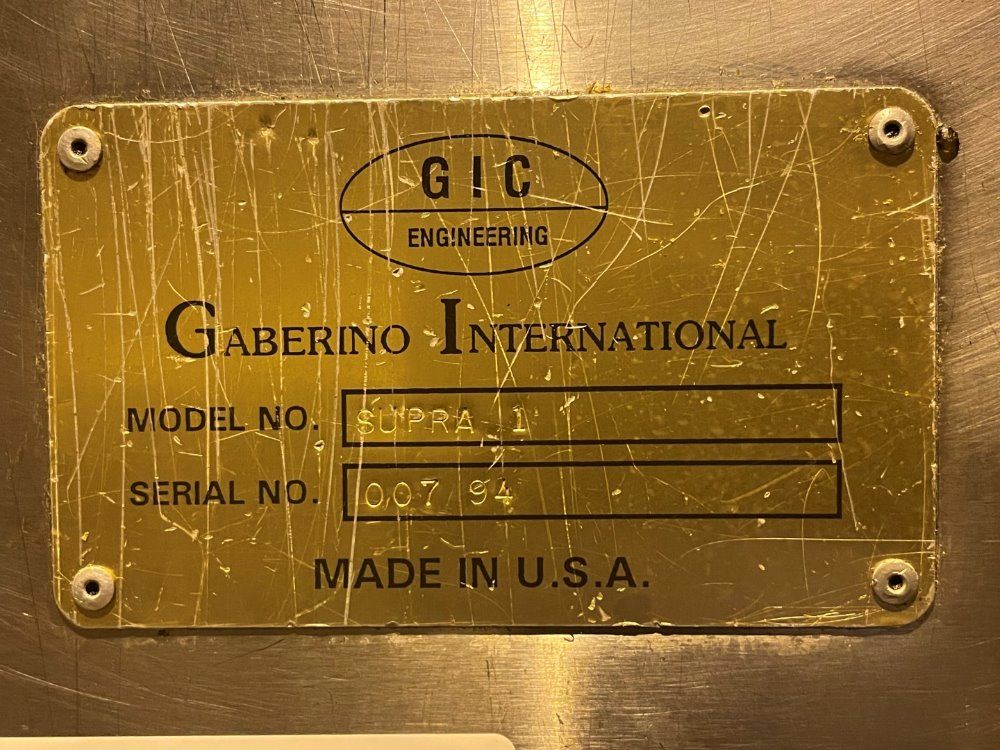 GIC
ENGINEERING
GABERINO INTERNATIONAL
MODEL NO. SUPRA 1
SERIAL NO. 007 94
MADE IN U.S.A.